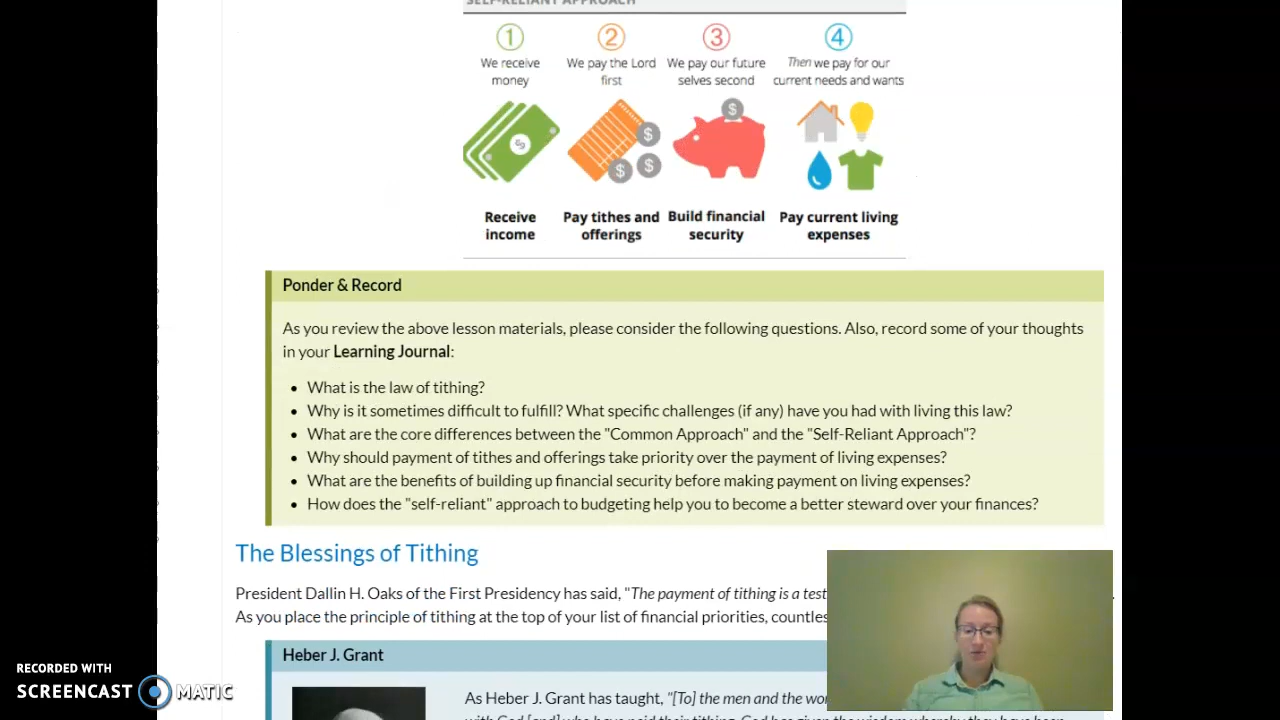 SELF-RELIANT APPROACH
1 2 3 4
We receive money
We pay the Lord first
We pay our future selves second
Then we pay for our current needs and wants
$ $ $ $ $
Receive income
Pay tithes and offerings
Build financial security
Pay current living expenses
Ponder & Record
As you review the above lesson materials, please consider the following questions. Also, record some of your thoughts
in your Learning Journal:
• What is the law of tithing?
• Why is it sometimes difficult to fulfill? What specific challenges (if any) have you had with living this law?
• What are the core differences between the "Common Approach" and the "Self-Reliant Approach"?
• Why should payment of tithes and offerings take priority over the payment of living expenses?
• What are the benefits of building up financial security before making payment on living expenses?
• How does the "self-reliant" approach to budgeting help you to become a better steward over your finances?
The Blessings of Tithing
President Dallin H. Oaks of the First Presidency has said, "The payment of tithing is a test
As you place the principle of tithing at the top of your list of financial priorities,
Heber J. Grant
As Heber J. Grant has taught, "[To] the men and the
RECORDED WITH
SCREENCAST MATIC